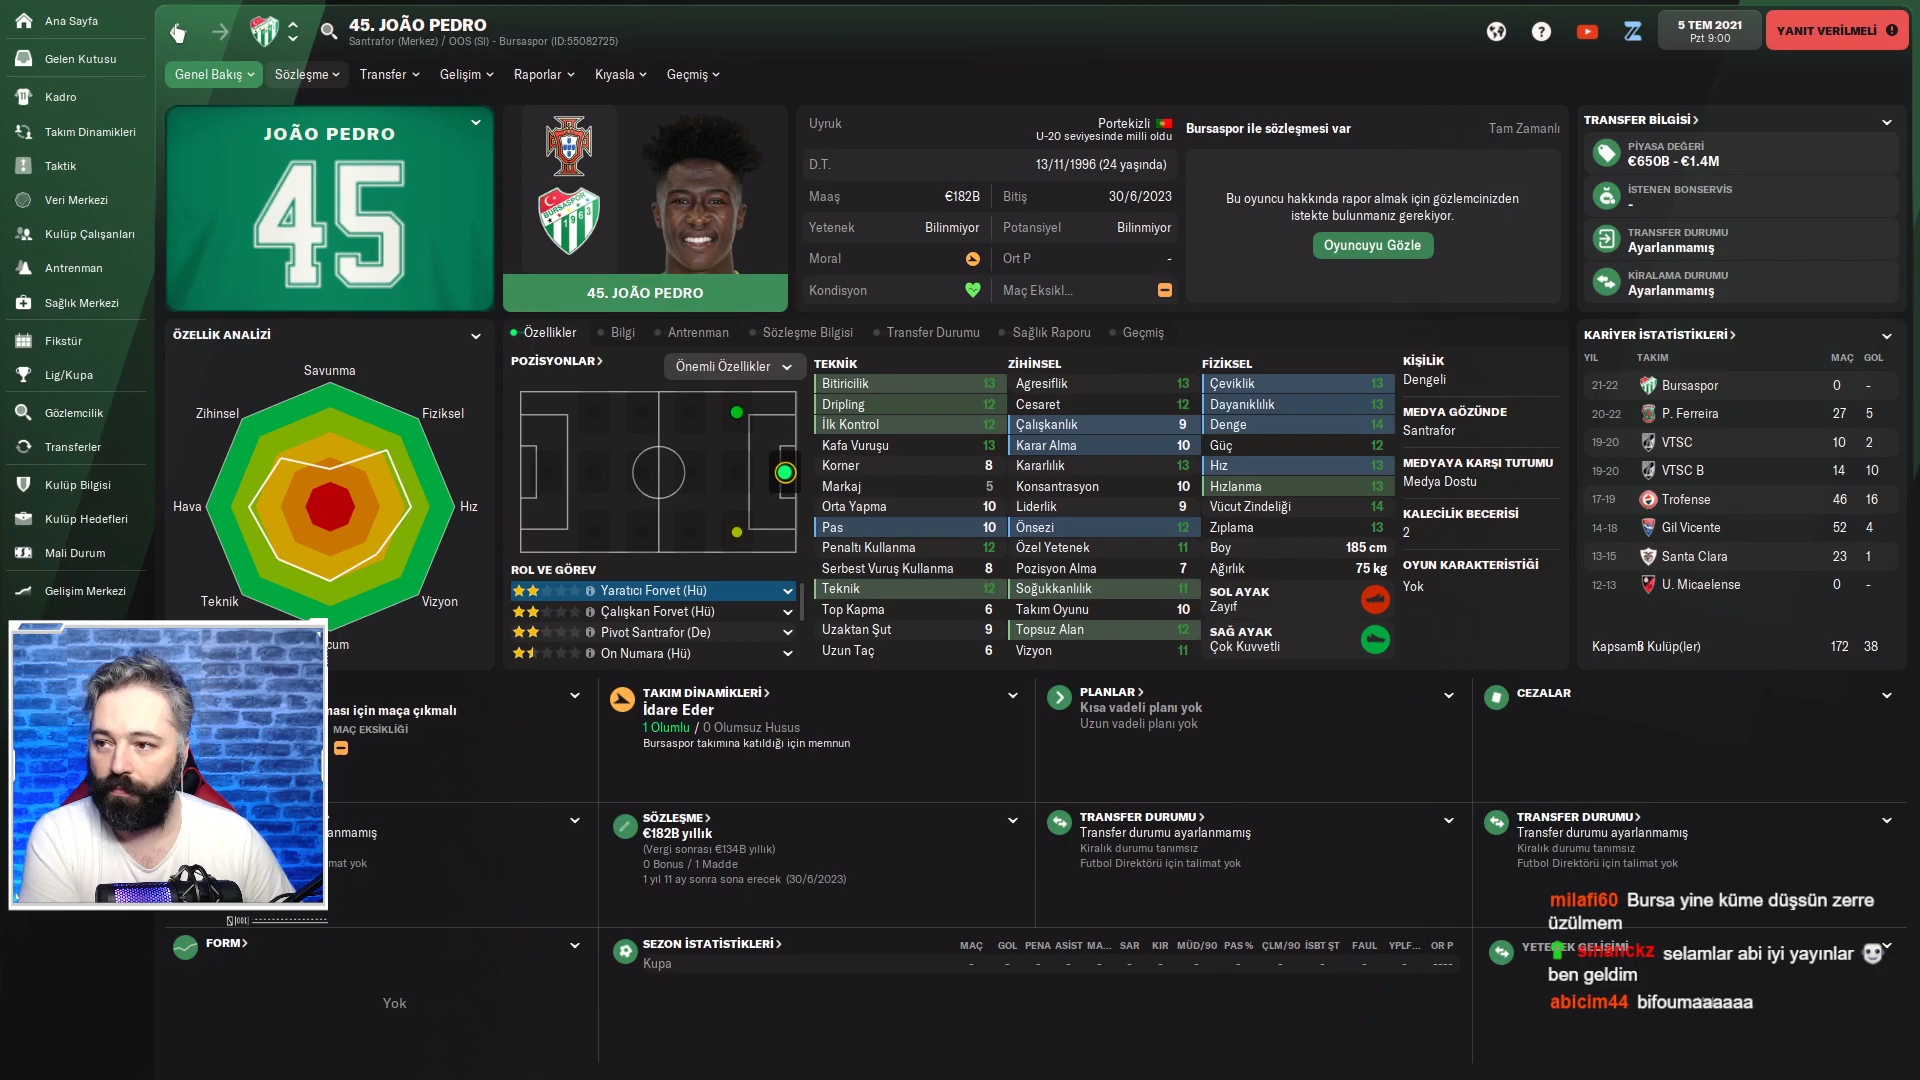 Ana Sayfa
Gelen Kutusu
Kadro
Takım Dinamikleri
Taktik
Veri Merkezi
Kulüp Çalışanları
Antrenman
Sağlık Merkezi
Fikstür
Lig/Kupa
Gözlemcilik
Transferler
Kulüp Bilgisi
Kulüp Hedefleri
Mali Durum
Gelişim Merkezi
45. JOÃO PEDRO
Santrafor (Merkez) / OOS (Sl) - Bursaspor (ID:55082725)
5 TEM 2021
Pzt 9:00
YANIT VERİLMELİ
Genel Bakış
Sözleşme
Transfer
Gelişim
Raporlar
Kıyasla
Geçmiş
JOÃO PEDRO
45
BURSASPOR
1963
45. JOÃO PEDRO
Uyruk
Portekizli
U-20 seviyesinde milli oldu
D.T.
13/11/1996 (24 yaşında)
Maaş €182B
Bitiş 30/6/2023
Yetenek Bilinmiyor
Potansiyel Bilinmiyor
Moral
Ort P -
Kondisyon
Maç Eksikl...
Bursaspor ile sözleşmesi var
Tam Zamanlı
Bu oyuncu hakkında rapor almak için gözlemcinizden
istekte bulunmanız gerekiyor.
Oyuncuyu Gözle
TRANSFER BİLGİSİ
PİYASA DEĞERİ
€650B - €1.4M
İSTENEN BONSERVİS
-
TRANSFER DURUMU
Ayarlanmamış
KİRALAMA DURUMU
Ayarlanmamış
ÖZELLİK ANALİZİ
Savunma
Fiziksel
Hız
Vizyon
cum
Teknik
Hava
Zihinsel
Özellikler
Bilgi
Antrenman
Sözleşme Bilgisi
Transfer Durumu
Sağlık Raporu
Geçmiş
POZİSYONLAR
Önemli Özellikler
ROL VE GÖREV
Yaratıcı Forvet (Hü)
Çalışkan Forvet (Hü)
Pivot Santrafor (De)
On Numara (Hü)
TEKNİK
Bitiricilik 13
Dripling 12
İlk Kontrol 12
Kafa Vuruşu 13
Korner 8
Markaj 5
Orta Yapma 10
Pas 10
Penaltı Kullanma 12
Serbest Vuruş Kullanma 8
Teknik 12
Top Kapma 6
Uzaktan Şut 9
Uzun Taç 6
ZİHİNSEL
Agresiflik 13
Cesaret 12
Çalışkanlık 9
Karar Alma 10
Kararlılık 13
Konsantrasyon 10
Liderlik 9
Önsezi 12
Özel Yetenek 11
Pozisyon Alma 7
Soğukkanlılık 11
Takım Oyunu 10
Topsuz Alan 12
Vizyon 11
FİZİKSEL
Çeviklik 13
Dayanıklılık 13
Denge 14
Güç 12
Hız 13
Hızlanma 13
Vücut Zindeliği 14
Zıplama 13
Boy 185 cm
Ağırlık 75 kg
SOL AYAK
Zayıf
SAĞ AYAK
Çok Kuvvetli
KİŞİLİK
Dengeli
MEDYA GÖZÜNDE
Santrafor
MEDYAYA KARŞI TUTUMU
Medya Dostu
KALECİLİK BECERİSİ
2
OYUN KARAKTERİSTİĞİ
Yok
KARİYER İSTATİSTİKLERİ
YIL TAKIM MAÇ GOL
21-22 Bursaspor 0 -
20-22 P. Ferreira 27 5
19-20 VTSC 10 2
19-20 VTSC B 14 10
17-19 Trofense 46 16
14-18 Gil Vicente 52 4
13-15 Santa Clara 23 1
12-13 U. Micaelense 0 -
Kapsam 8 Kulüp(ler) 172 38
ması için maça çıkmalı
MAÇ EKSİKLİĞİ
TAKIM DİNAMİKLERİ
İdare Eder
1 Olumlu / 0 Olumsuz Husus
Bursaspor takımına katıldığı için memnun
PLANLAR
Kısa vadeli planı yok
Uzun vadeli planı yok
CEZALAR
anmamış
mat yok
SÖZLEŞME
€182B yıllık
(Vergi sonrası €134B yıllık)
0 Bonus / 1 Madde
1 yıl 11 ay sonra sona erecek (30/6/2023)
TRANSFER DURUMU
Transfer durumu ayarlanmamış
Kiralık durumu tanımsız
Futbol Direktörü için talimat yok
TRANSFER DURUMU
Transfer durumu ayarlanmamış
Kiralık durumu tanımsız
Futbol Direktörü için talimat yok
[001]
FORM
Yok
SEZON İSTATİSTİKLERİ
MAÇ GOL PENA ASİST MA... SAR KIR MÜD/90 PAS % ÇLM/90 İSBT ŞT FAUL YPLF... OR P
Kupa - - - - - - - - - - - - - ----
YETENEK GELİŞİMİ
milafi60 Bursa yine küme düşsün zerre
üzülmem
sinanckz selamlar abi iyi yayınlar
ben geldim
abicim44 bifoumaaaaaa